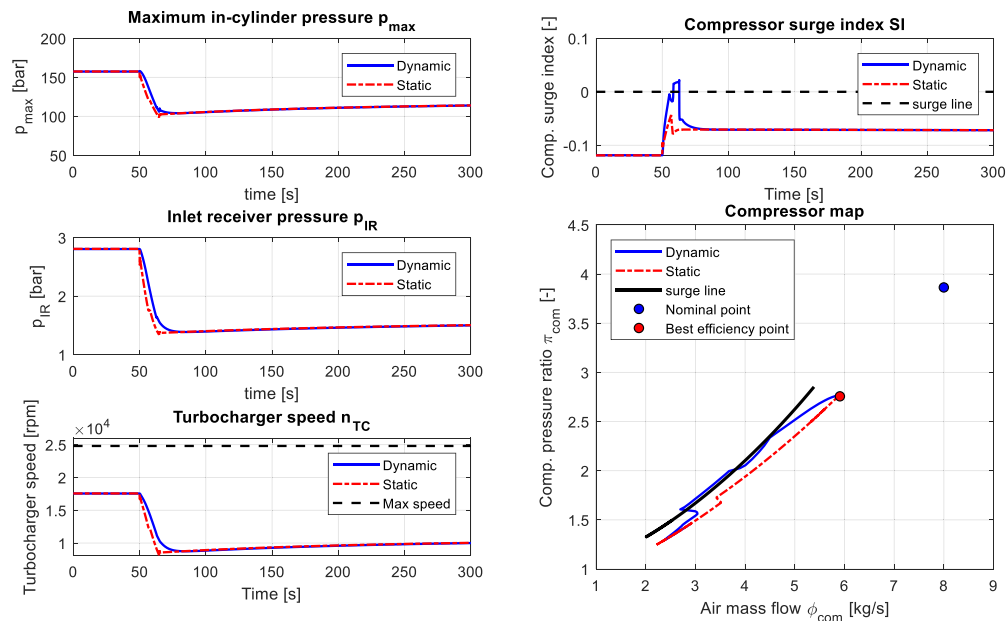 Maximum in-cylinder pressure p_max
p_max [bar]
200
150
100
50
Dynamic
Static
0 50 100 150 200 250 300
time [s]
Inlet receiver pressure p_IR
p_IR [bar]
3
2
1
Dynamic
Static
0 50 100 150 200 250 300
time [s]
Turbocharger speed n_TC
Turbocharger speed [rpm]
×10^4
2.5
2
1.5
1
Dynamic
Static
Max speed
0 50 100 150 200 250 300
Time [s]
Compressor surge index SI [-]
Comp. surge index [-]
0.1
0
-0.1
Dynamic
Static
surge line
0 50 100 150 200 250 300
Time [s]
Compressor map
Comp. pressure ratio π_com [-]
4.5
4
3.5
3
2.5
2
1.5
1
Dynamic
Static
surge line
Nominal point
Best efficiency point
1 2 3 4 5 6 7 8 9
Air mass flow ϕ_com [kg/s]